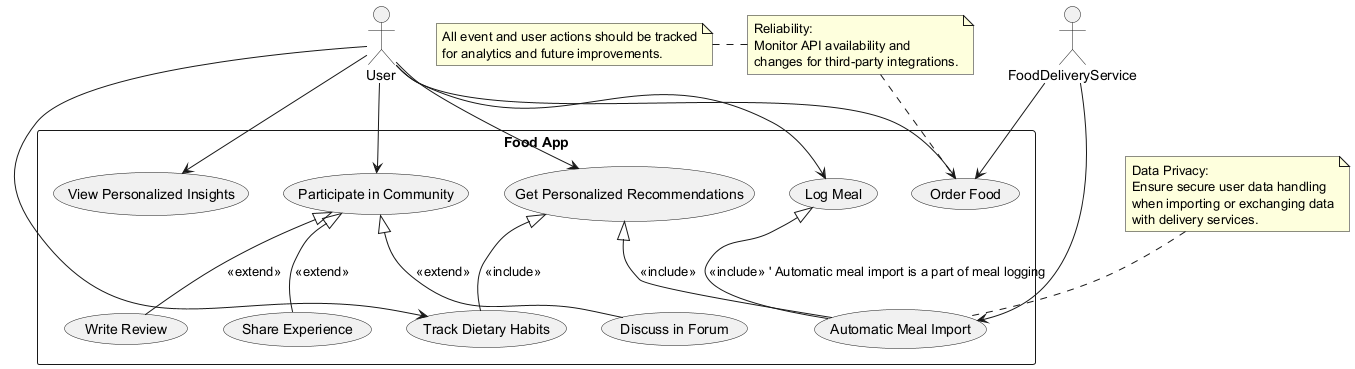 All event and user actions should be tracked
for analytics and future improvements.
Reliability:
Monitor API availability and
changes for third-party integrations.
User
FoodDeliveryService
Food App
Data Privacy:
Ensure secure user data handling
when importing or exchanging data
with delivery services.
View Personalized Insights
Participate in Community
Get Personalized Recommendations
Log Meal
Order Food
«extend»
«extend»
«extend»
«include»
«include»
«include» ' Automatic meal import is a part of meal logging
Write Review
Share Experience
Track Dietary Habits
Discuss in Forum
Automatic Meal Import